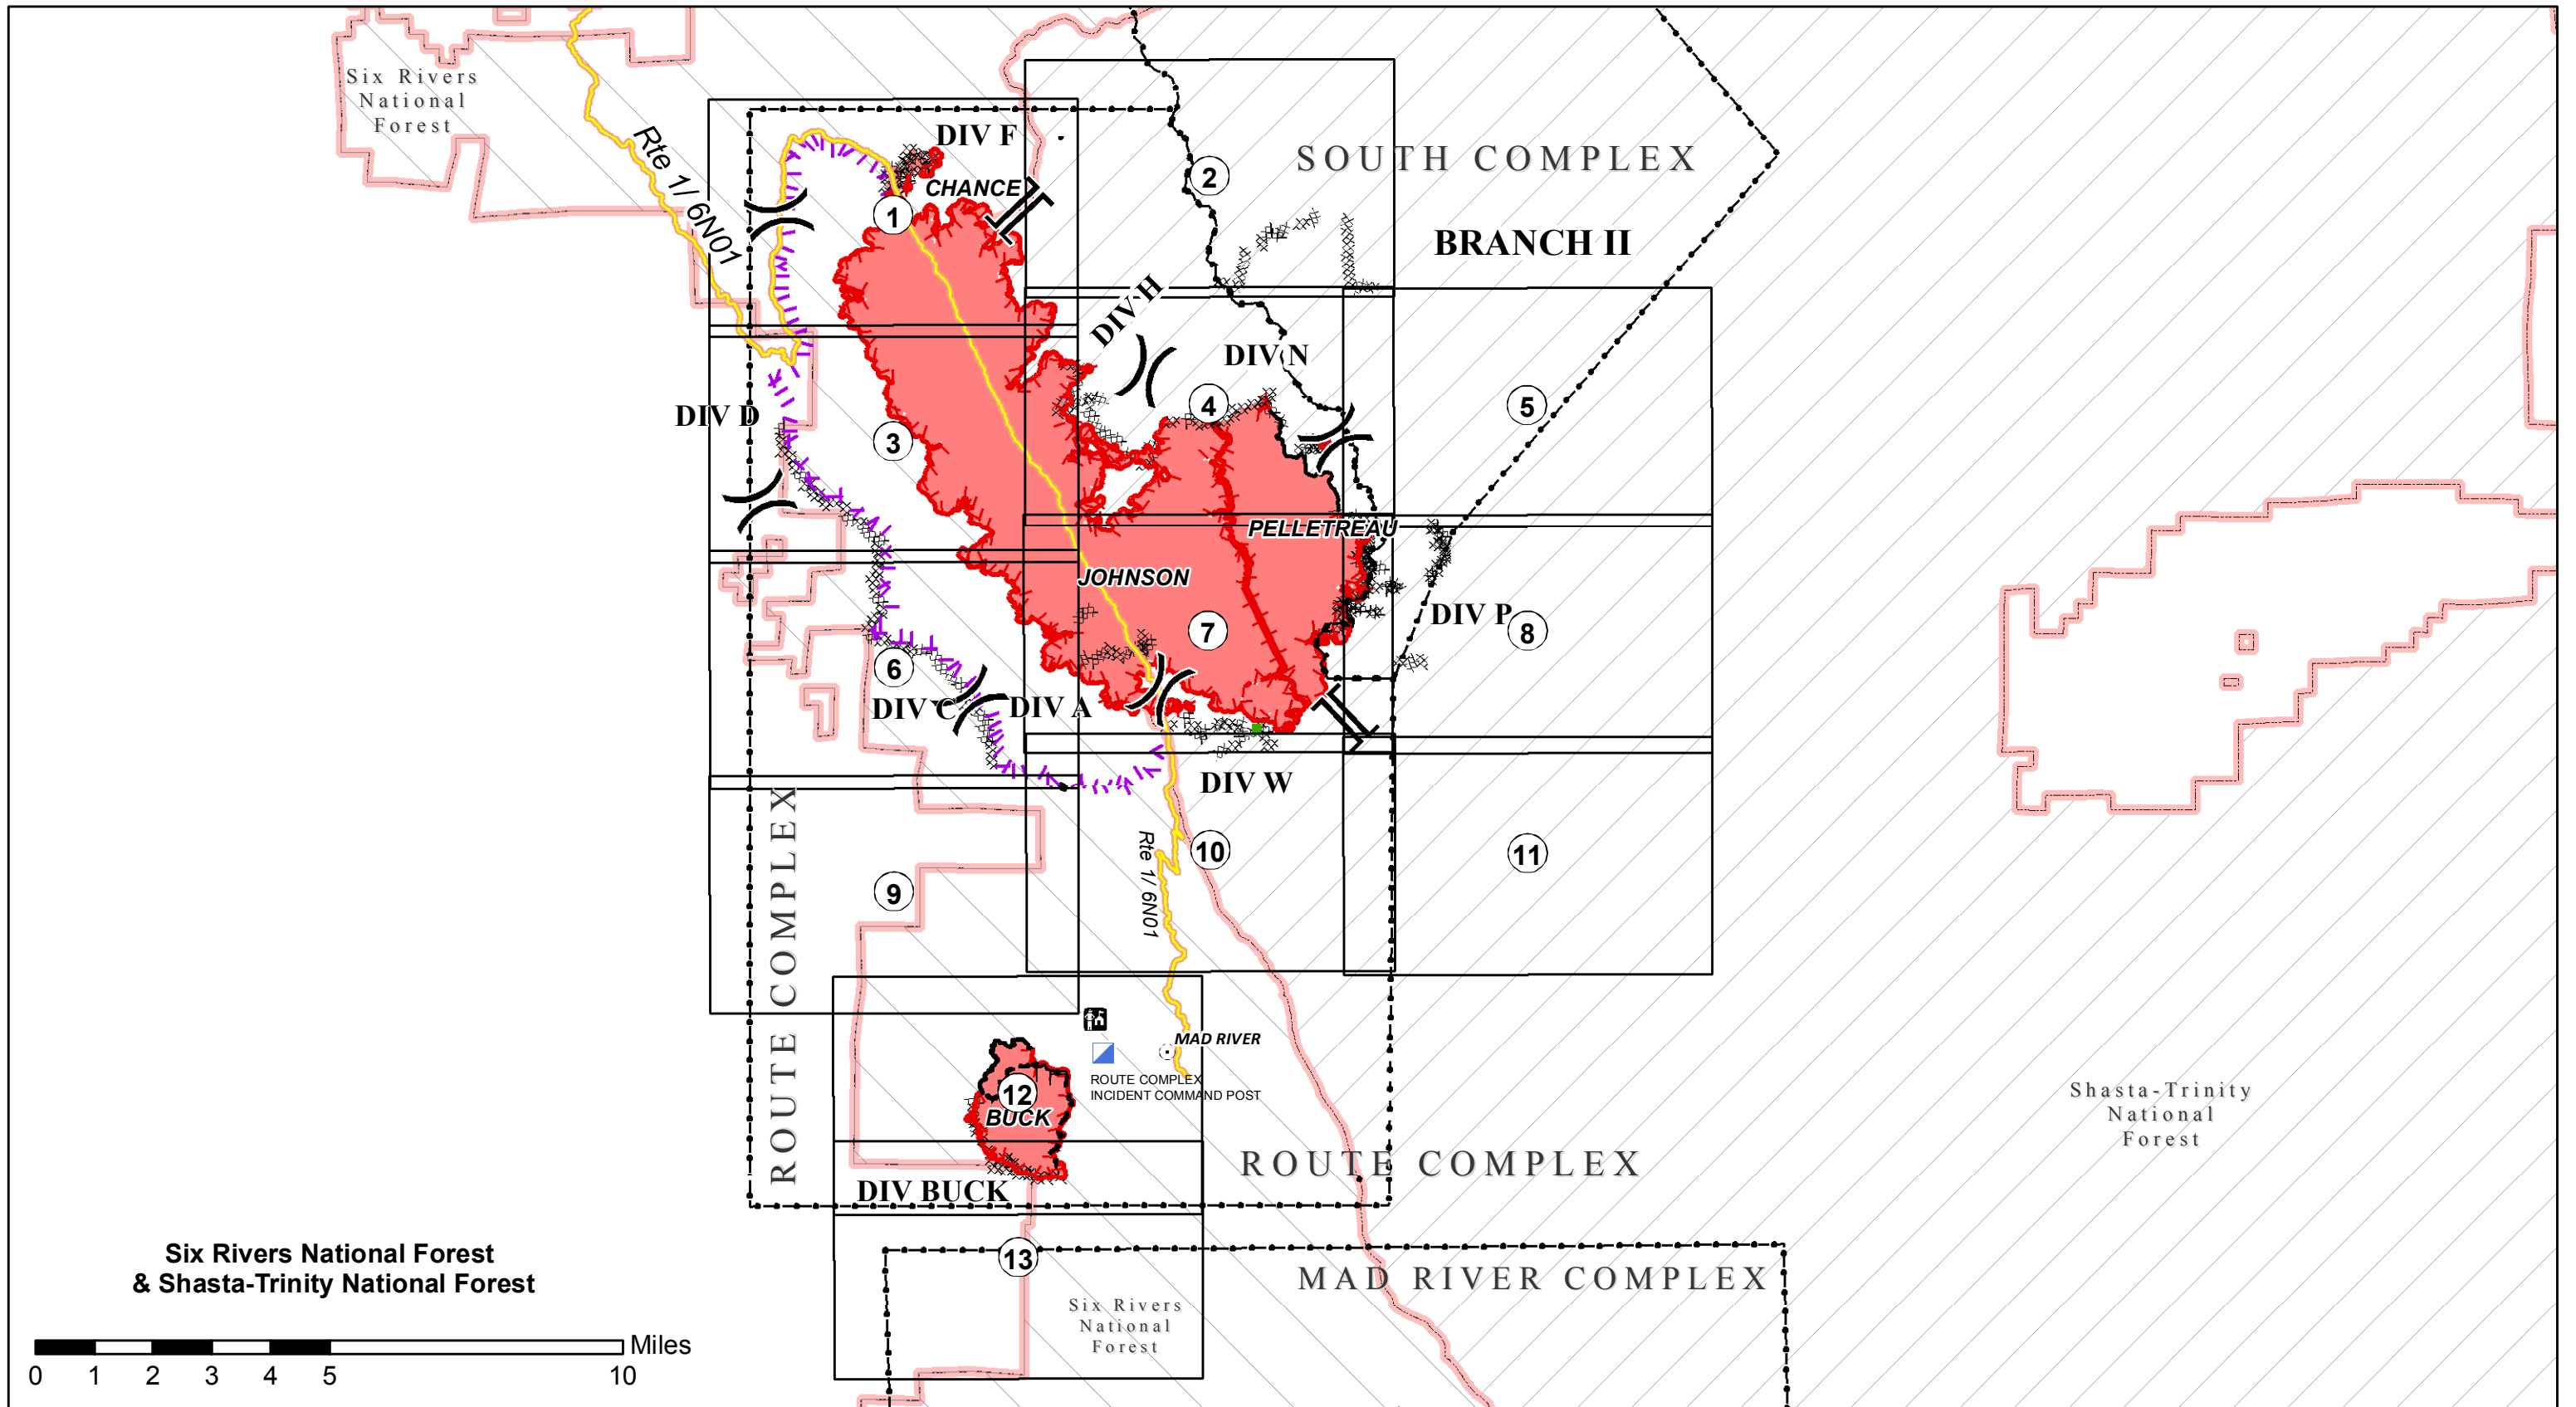 Six Rivers
National
Forest
Rte 1/ 6N01
DIV F
CHANCE
1
2
SOUTH COMPLEX
BRANCH II
DIV H
DIV N
DIV D
3
4
5
PELLETREAU
JOHNSON
DIV P
6
7
8
DIV C
DIV A
DIV W
ROUTE COMPLEX
Rte 1/ 6N01
9
10
11
MAD RIVER
ROUTE COMPLEX
INCIDENT COMMAND POST
12
BUCK
DIV BUCK
ROUTE COMPLEX
Shasta-Trinity
National
Forest
13
MAD RIVER COMPLEX
Six Rivers
National
Forest
Six Rivers National Forest
& Shasta-Trinity National Forest
Miles
0 1 2 3 4 5 10